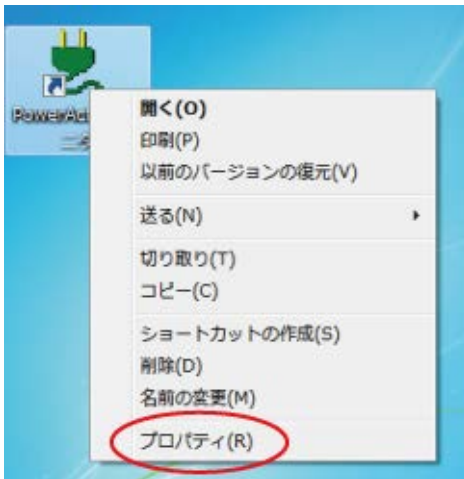 PowerAc
開く(O)
印刷(P)
以前のバージョンの復元(V)
送る(N)
切り取り(T)
コピー(C)
ショートカットの作成(S)
削除(D)
名前の変更(M)
プロパティ(R)